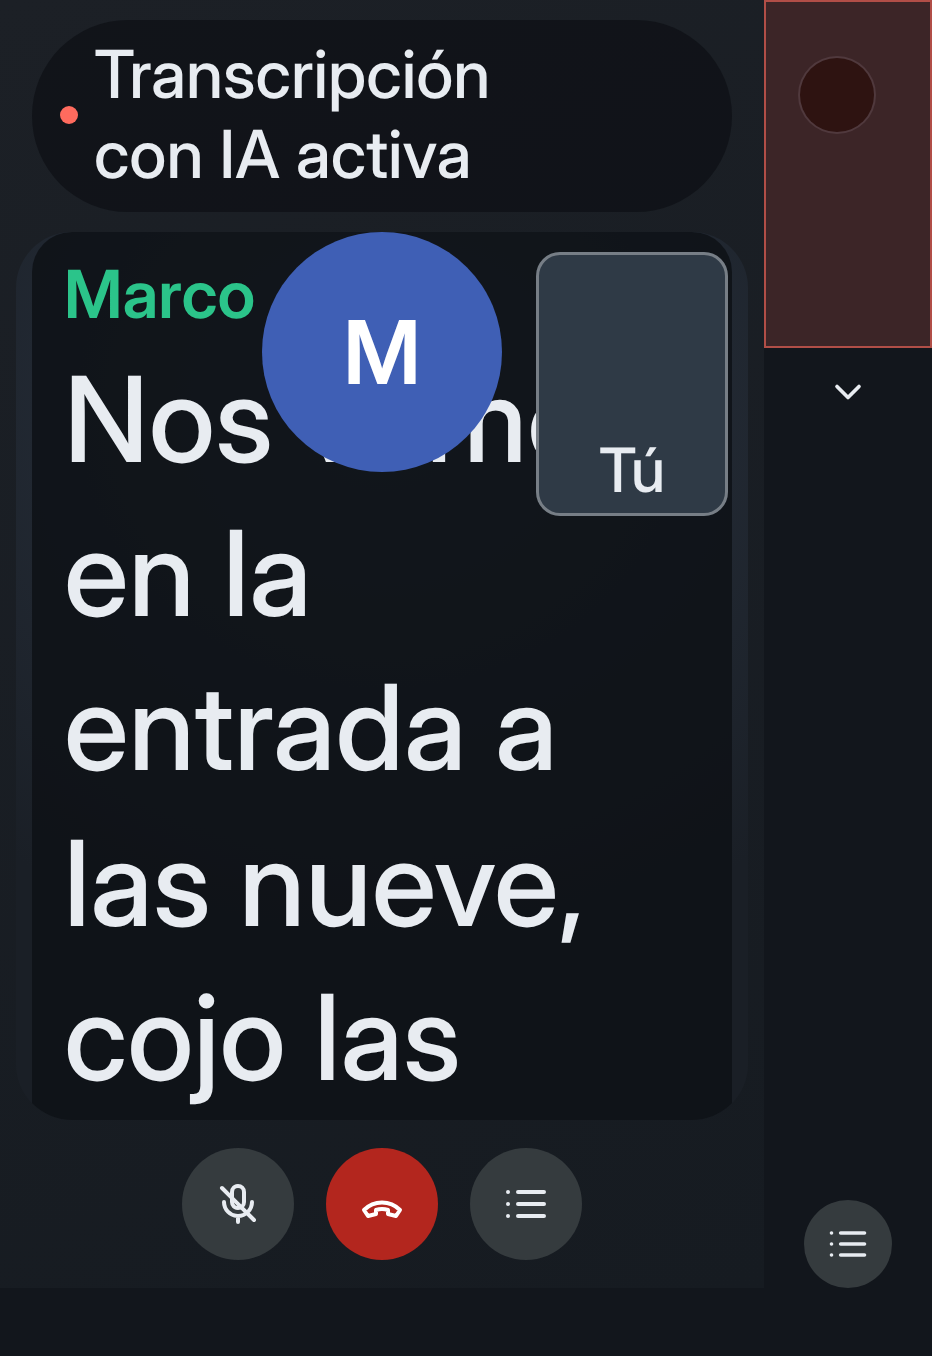 Transcripción
con IA activa
Marco
M
Nos
Tú
en la
entrada a
las nueve,
cojo las